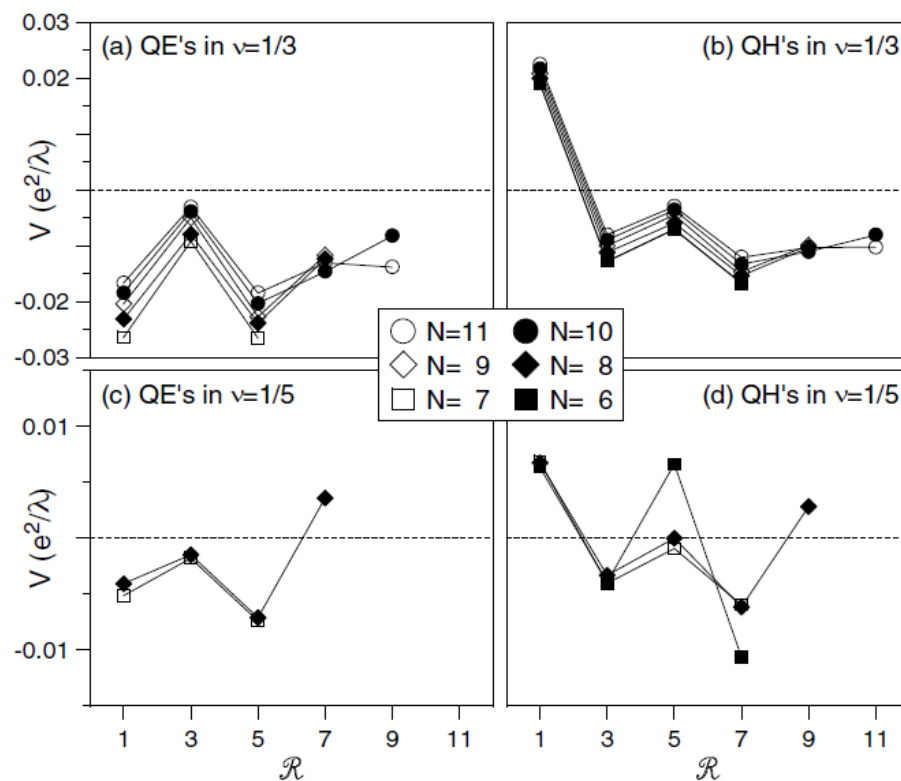 (a) QE's in ν=1/3
(b) QH's in ν=1/3
0.03
0.02
-0.02
-0.03
V (e²/λ)
N=11
N=10
N= 9
N= 8
N= 7
N= 6
(c) QE's in ν=1/5
(d) QH's in ν=1/5
0.01
-0.01
V (e²/λ)
1 3 5 7 9 11
1 3 5 7 9 11
ℛ
ℛ